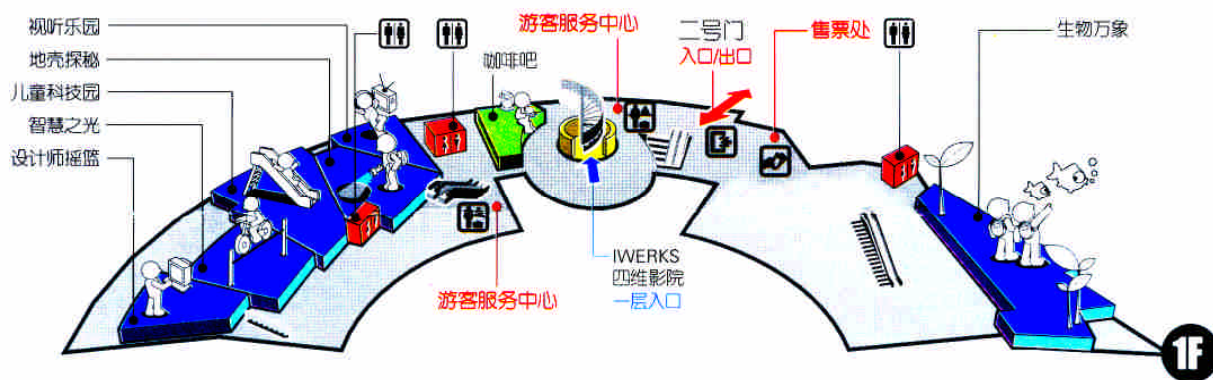 视听乐园
地壳探秘
儿童科技园
智慧之光
设计师摇篮
咖啡吧
游客服务中心
二号门
入口/出口
售票处
生物万象
游客服务中心
IWERKS
四维影院
一层入口
1F